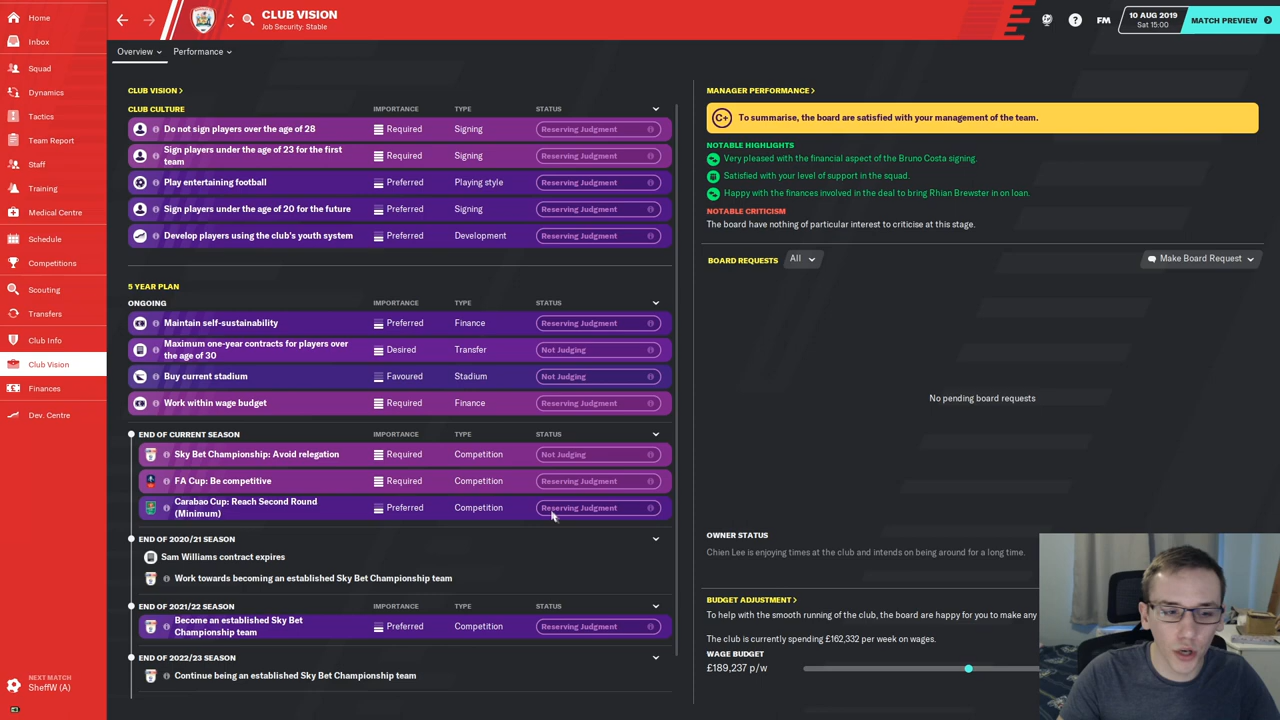 Home
Inbox
Squad
Dynamics
Tactics
Team Report
Staff
Training
Medical Centre
Schedule
Competitions
Scouting
Transfers
Club Info
Club Vision
Finances
Dev. Centre
NEXT MATCH
SheffW (A)
CLUB VISION
Job Security: Stable
FM
10 AUG 2019
Sat 15:00
MATCH PREVIEW
Overview
Performance
CLUB VISION >
CLUB CULTURE IMPORTANCE TYPE STATUS
Do not sign players over the age of 28 Required Signing Reserving Judgment
Sign players under the age of 23 for the first
team Required Signing Reserving Judgment
Play entertaining football Preferred Playing style Reserving Judgment
Sign players under the age of 20 for the future Preferred Signing Reserving Judgment
Develop players using the club's youth system Preferred Development Reserving Judgment
5 YEAR PLAN
ONGOING IMPORTANCE TYPE STATUS
Maintain self-sustainability Preferred Finance Reserving Judgment
Maximum one-year contracts for players over
the age of 30 Desired Transfer Not Judging
Buy current stadium Favoured Stadium Not Judging
Work within wage budget Required Finance Reserving Judgment
END OF CURRENT SEASON IMPORTANCE TYPE STATUS
Sky Bet Championship: Avoid relegation Required Competition Not Judging
FA Cup: Be competitive Required Competition Reserving Judgment
Carabao Cup: Reach Second Round
(Minimum) Preferred Competition Reserving Judgment
END OF 2020/21 SEASON
Sam Williams contract expires
Work towards becoming an established Sky Bet Championship team
END OF 2021/22 SEASON IMPORTANCE TYPE STATUS
Become an established Sky Bet
Championship team Preferred Competition Reserving Judgment
END OF 2022/23 SEASON
Continue being an established Sky Bet Championship team
MANAGER PERFORMANCE >
C+ To summarise, the board are satisfied with your management of the team.
NOTABLE HIGHLIGHTS
Very pleased with the financial aspect of the Bruno Costa signing.
Satisfied with your level of support in the squad.
Happy with the finances involved in the deal to bring Rhian Brewster in on loan.
NOTABLE CRITICISM
The board have nothing of particular interest to criticise at this stage.
BOARD REQUESTS All Make Board Request
No pending board requests
OWNER STATUS
Chien Lee is enjoying times at the club and intends on being around for a long time.
BUDGET ADJUSTMENT >
To help with the smooth running of the club, the board are happy for you to make any
The club is currently spending £162,332 per week on wages.
WAGE BUDGET
£189,237 p/w